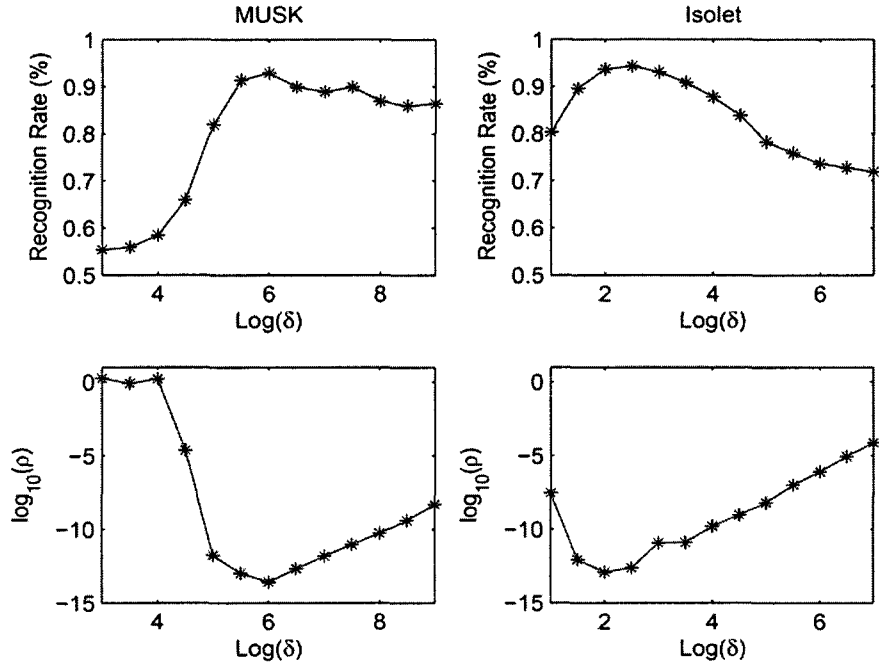 MUSK
Recognition Rate (%)
1
0.9
0.8
0.7
0.6
0.5
4 6 8
Log(δ)
Isolet
Recognition Rate (%)
1
0.9
0.8
0.7
0.6
0.5
2 4 6
Log(δ)
log10(ρ)
0
−5
−10
−15
4 6 8
Log(δ)
log10(ρ)
0
−5
−10
−15
2 4 6
Log(δ)